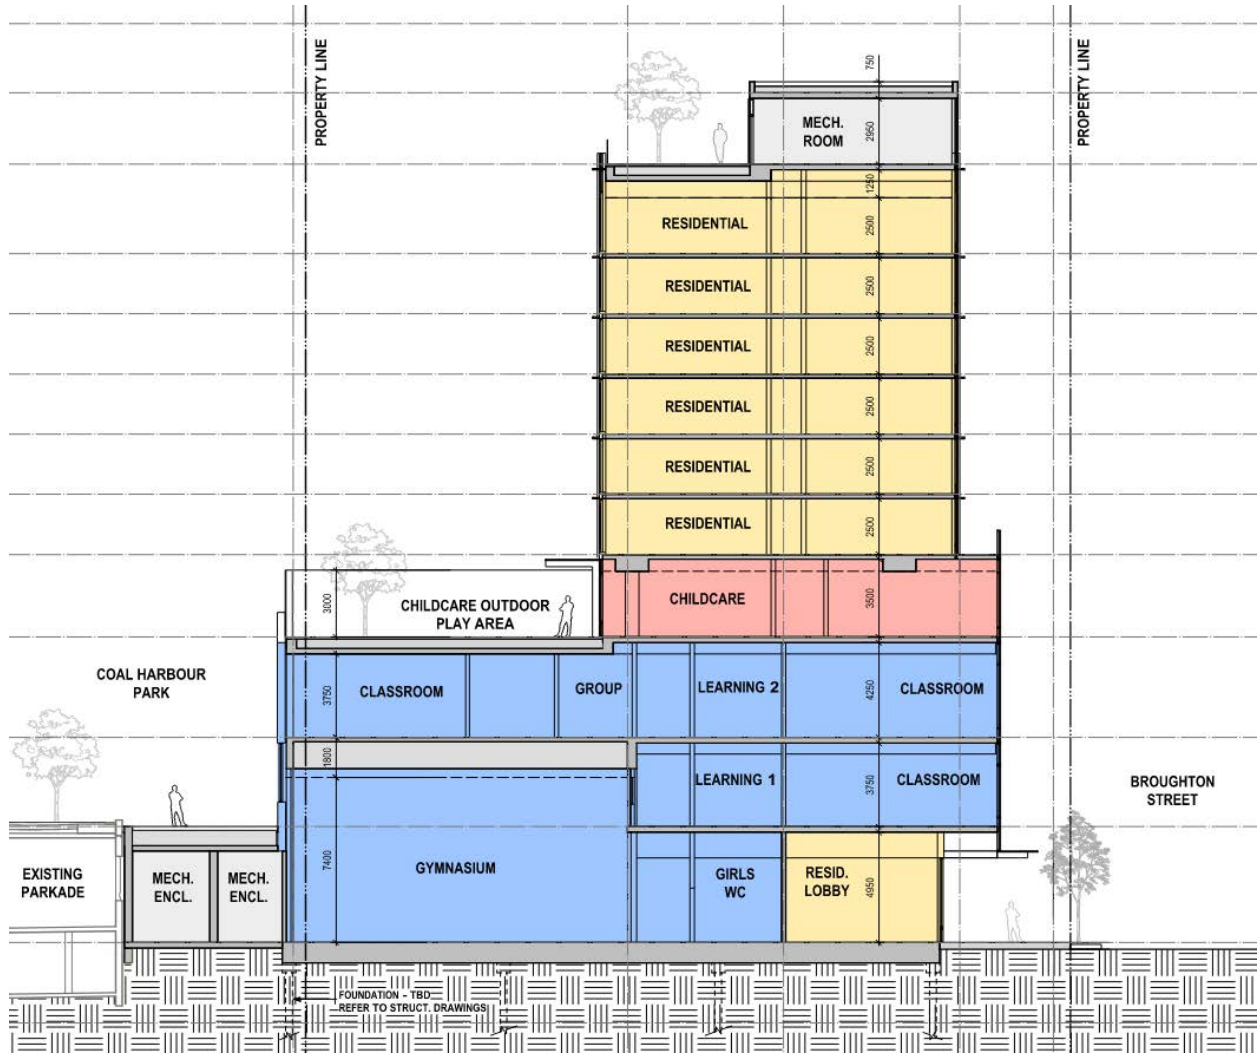 PROPERTY LINE
PROPERTY LINE
750
MECH.
ROOM
2950
1250
RESIDENTIAL
2500
RESIDENTIAL
2500
RESIDENTIAL
2500
RESIDENTIAL
2500
RESIDENTIAL
2500
RESIDENTIAL
2500
3000
CHILDCARE OUTDOOR
PLAY AREA
CHILDCARE
3500
COAL HARBOUR
PARK
3750
CLASSROOM
GROUP
LEARNING 2
4250
CLASSROOM
1800
LEARNING 1
3750
CLASSROOM
BROUGHTON
STREET
EXISTING
PARKADE
MECH.
ENCL.
MECH.
ENCL.
7400
GYMNASIUM
GIRLS
WC
RESID.
LOBBY
4950
FOUNDATION - TBD
REFER TO STRUCT. DRAWINGS